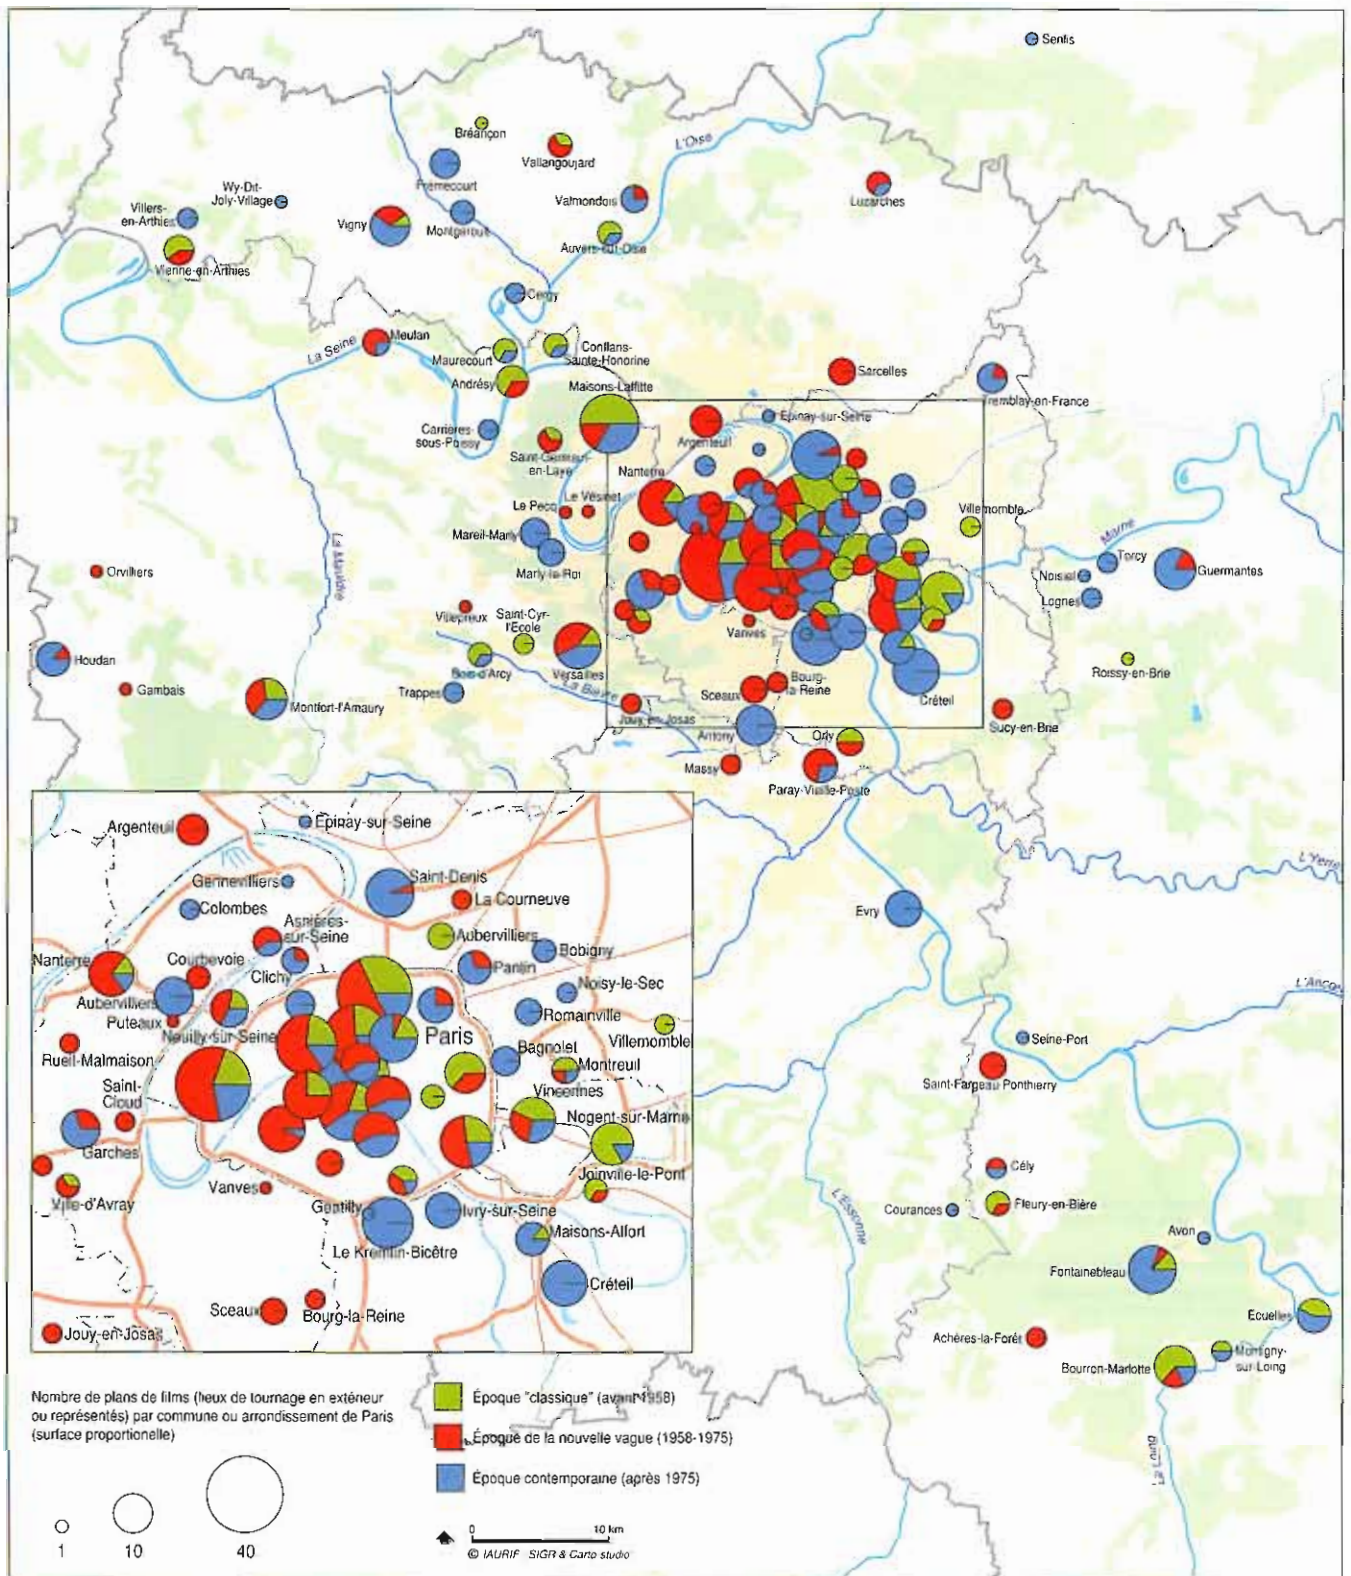 Senlis
Bréançon
L'Oise
Vallangoujard
Frémecourt
Wy-Dit-
Joly-Village
Valmondois
Luzarches
Villers-
en-Arthies
Vigny
Montgeroult
Auvers-sur-Oise
Vienne-en-Arthies
Cergy
La Seine
Meulan
Maurecourt
Conflans-
Sainte-Honorine
Andrésy
Maisons-Laffitte
Sarcelles
Tremblay-en-France
Carrières-
sous-Poissy
Epinay-sur-Seine
Argenteuil
Saint-Germain-
en-Laye
Nanterre
Le Vésinet
Le Pecq
Villemomble
Mareil-Marly
Marne
Marly-le-Roi
Torcy
Noisiel
Guermantes
Lognes
La Mauldre
Orvilliers
Villepreux
Saint-Cyr-
l'Ecole
Vanves
Houdan
Bois-d'Arcy
Versailles
Roissy-en-Brie
Gambais
Trappes
La Bièvre
Sceaux
Bourg-
la-Reine
Créteil
Montfort-l'Amaury
Jouy-en-Josas
Sucy-en-Brie
Antony
Orly
Massy
Paray-Vieille-Poste
Argenteuil
Epinay-sur-Seine
Gennevilliers
Saint-Denis
La Courneuve
Colombes
Asnières-
sur-Seine
Aubervilliers
Bobigny
Nanterre
Courbevoie
Clichy
Pantin
Noisy-le-Sec
Aubervilliers
Puteaux
Neuilly-sur-Seine
Paris
Romainville
Villemomble
Rueil-Malmaison
Bagnolet
Montreuil
Saint-
Cloud
Vincennes
Nogent-sur-Marne
Garches
Joinville-le-Pont
Ville-d'Avray
Vanves
Gentilly
Ivry-sur-Seine
Maisons-Alfort
Le Kremlin-Bicêtre
Créteil
Sceaux
Bourg-la-Reine
Jouy-en-Josas
L'Yerres
Evry
Seine-Port
Saint-Fargeau Ponthierry
L'Essonne
Cély
Courances
Fleury-en-Bière
Avon
Fontainebleau
Ecuelles
Achères-la-Forêt
Bourron-Marlotte
Montigny-
sur-Loing
Le Loing
Nombre de plans de films (lieux de tournage en extérieur
ou représentés) par commune ou arrondissement de Paris
(surface proportionelle)
1
10
40
Époque "classique" (avant 1958)
Époque de la nouvelle vague (1958-1975)
Époque contemporaine (après 1975)
0
10 km
© IAURIF SIGR & Carto studio